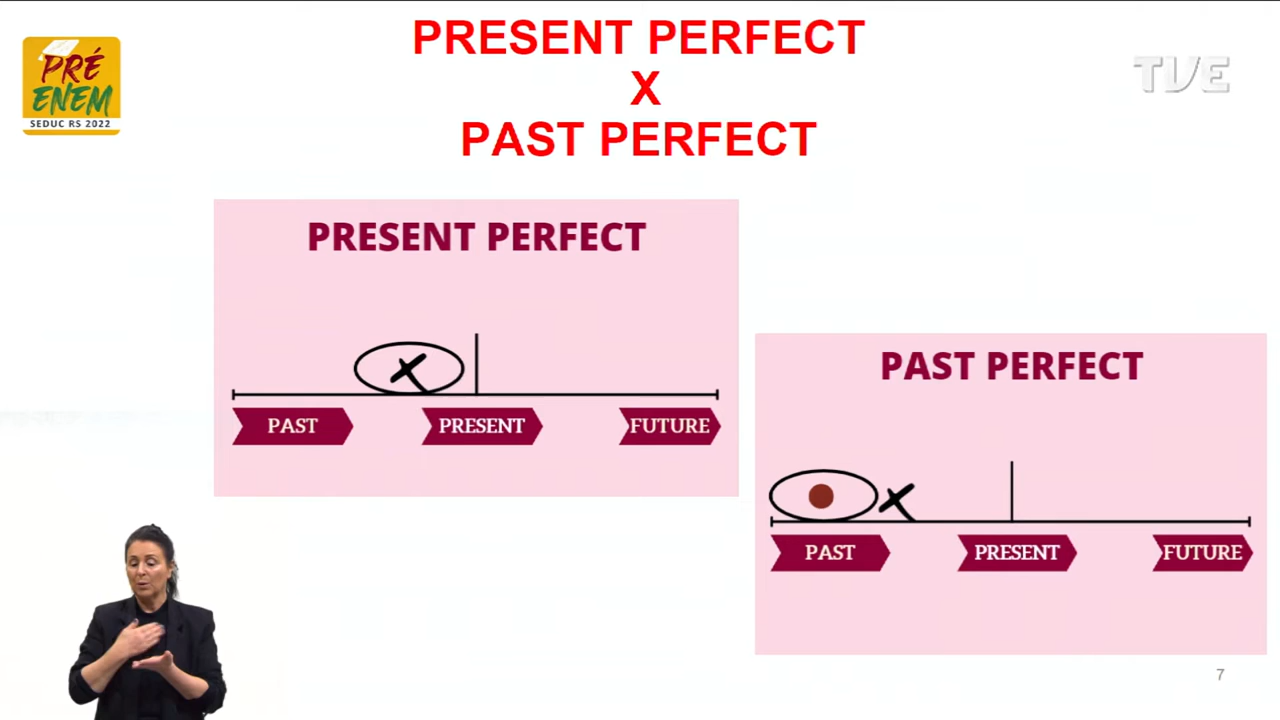 PRESENT PERFECT
X
PAST PERFECT
PRÉ
ENEM
SEDUC RS 2022
TVE
PRESENT PERFECT
PAST
PRESENT
FUTURE
PAST PERFECT
PAST
PRESENT
FUTURE
7